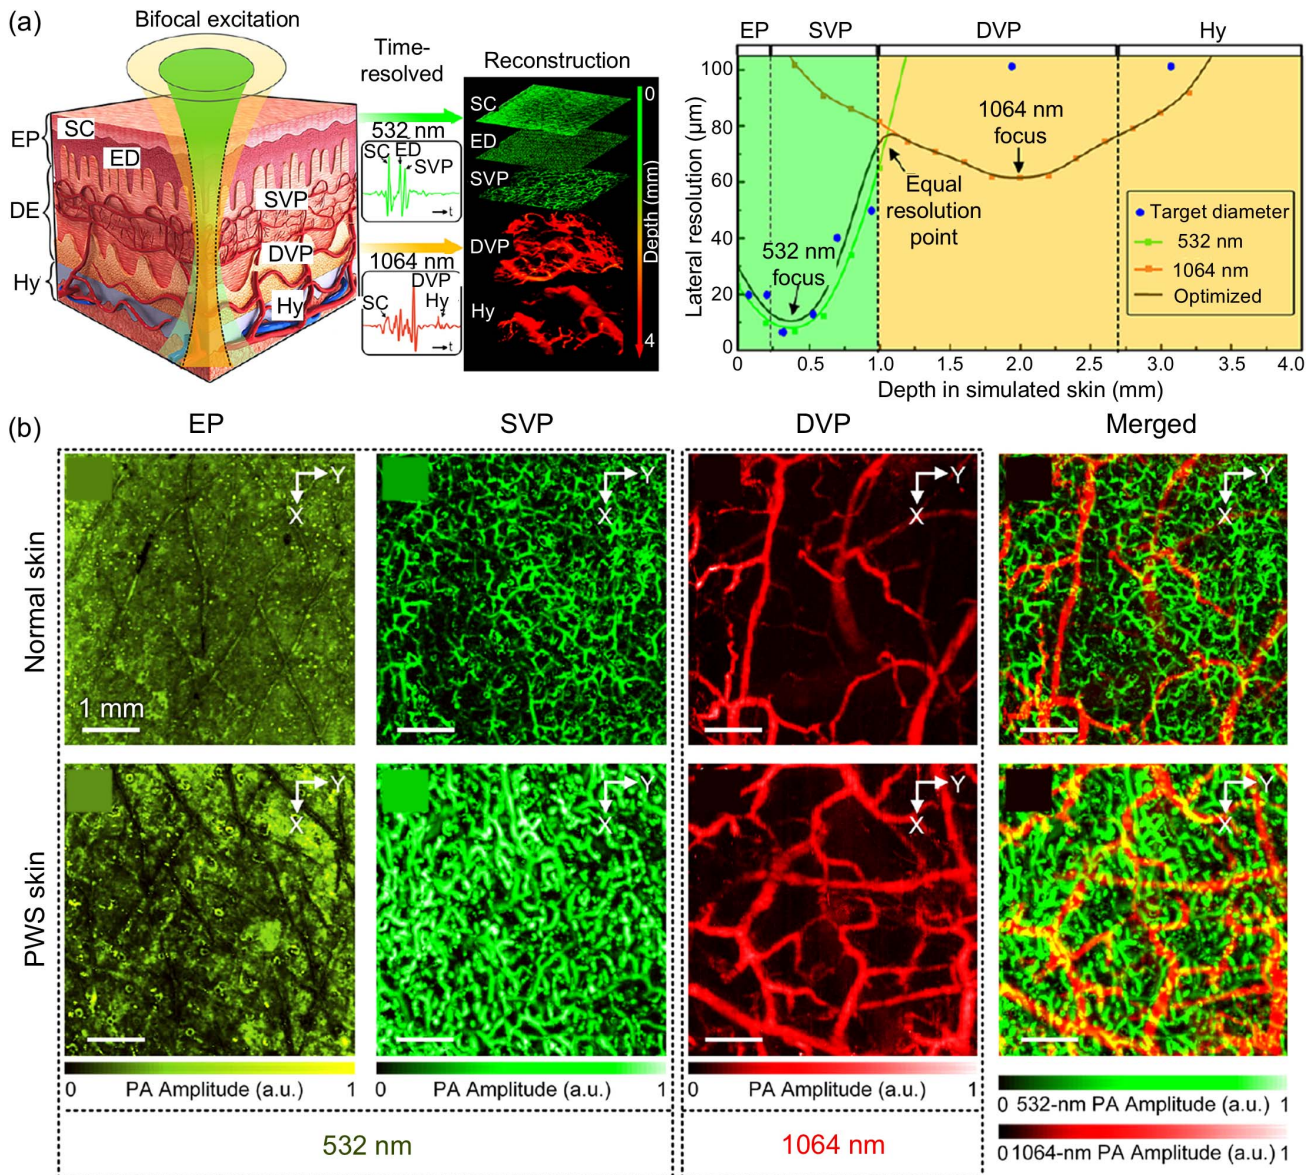 (a)
Bifocal excitation
Time-
resolved
Reconstruction
EP
DE
Hy
SC
ED
SVP
DVP
Hy
532 nm
SC ED
SVP
t
1064 nm
DVP
Hy
SC
t
SC
ED
SVP
DVP
Hy
0
Depth (mm)
4
EP SVP DVP Hy
Lateral resolution (μm)
100
80
60
40
20
0
1064 nm
focus
Equal
resolution
point
532 nm
focus
Target diameter
532 nm
1064 nm
Optimized
0 0.5 1.0 1.5 2.0 2.5 3.0 3.5 4.0
Depth in simulated skin (mm)
(b)
EP SVP DVP Merged
Normal skin
Y
X
1 mm
Y
X
Y
X
Y
X
PWS skin
Y
X
Y
X
Y
X
Y
X
0 PA Amplitude (a.u.) 1
0 PA Amplitude (a.u.) 1
0 PA Amplitude (a.u.) 1
0 532-nm PA Amplitude (a.u.) 1
0 1064-nm PA Amplitude (a.u.) 1
532 nm
1064 nm